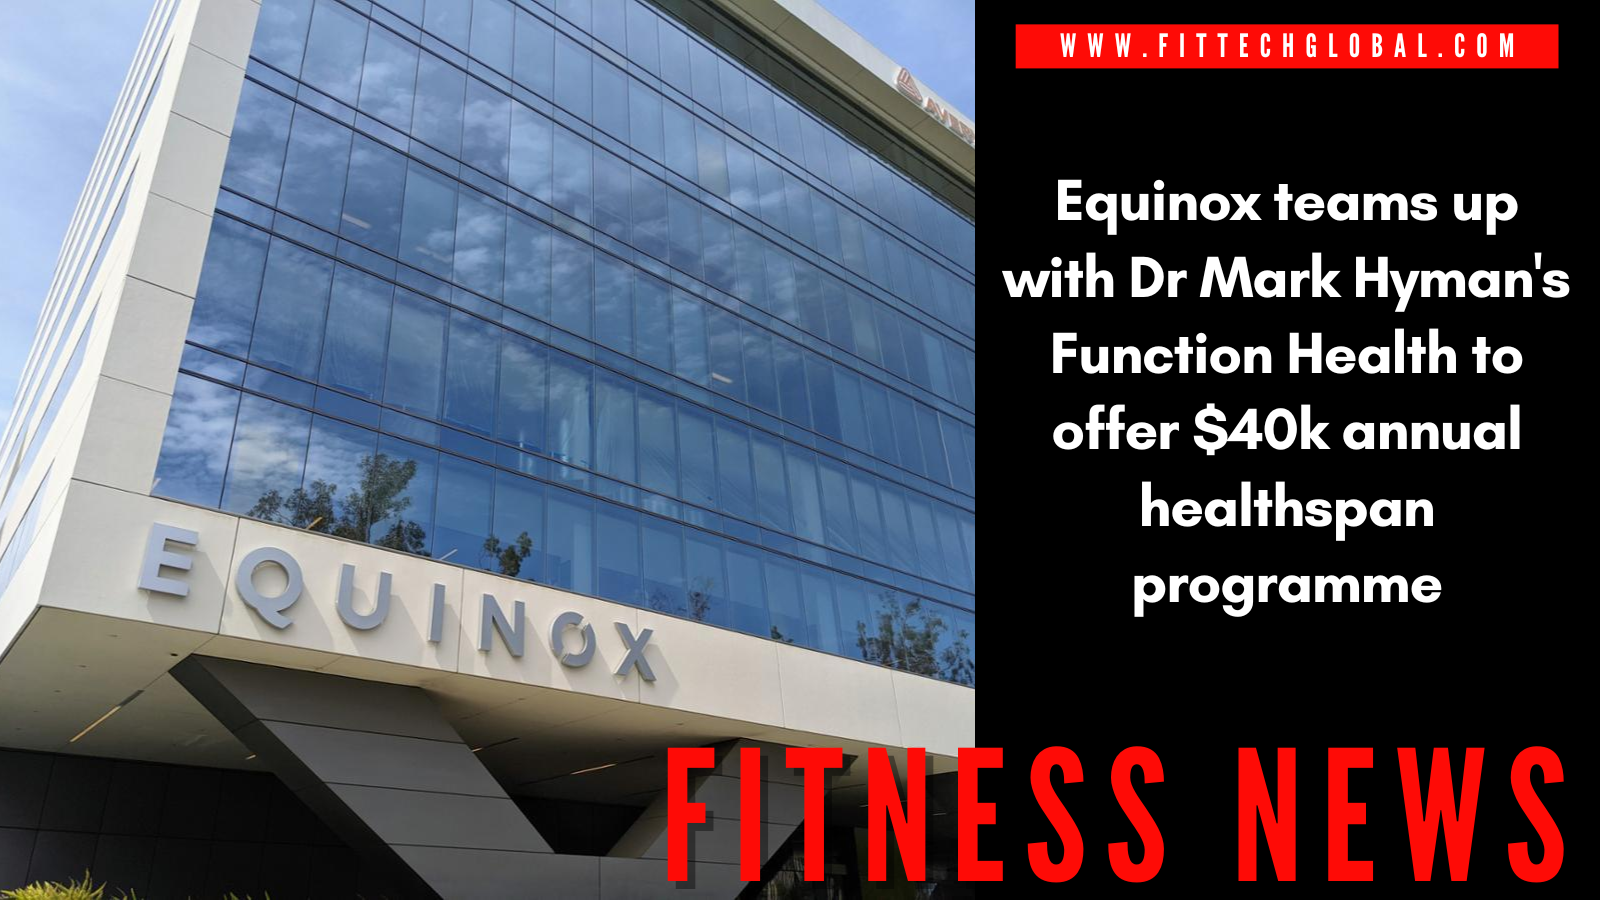 WWW.FITTECHGLOBAL.COM
Equinox teams up
with Dr Mark Hyman's
Function Health to
offer $40k annual
healthspan
programme
EQUINOX
FITNESS NEWS